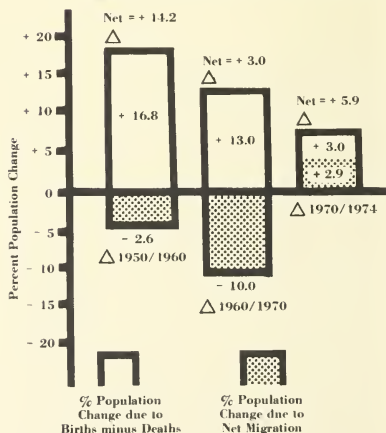 Net = + 14.2
Net = + 3.0
Net = + 5.9
+ 20
+ 15
+ 10
+ 5
0
- 5
- 10
- 15
- 20
Percent Population Change
+ 16.8
+ 13.0
+ 3.0
+ 2.9
- 2.6
- 10.0
△ 1950/1960
△ 1960/1970
△ 1970/1974
% Population
Change due to
Births minus Deaths
% Population
Change due to
Net Migration